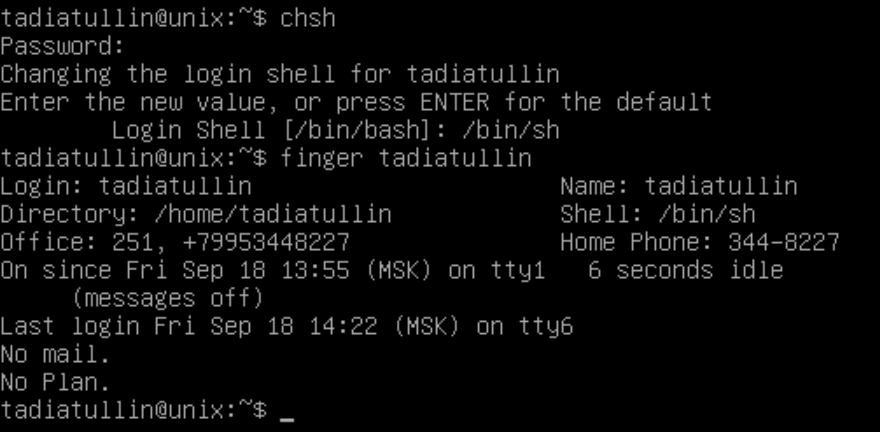 tadiatullin@unix:~$ chsh
Password:
Changing the login shell for tadiatullin
Enter the new value, or press ENTER for the default
        Login Shell [/bin/bash]: /bin/sh
tadiatullin@unix:~$ finger tadiatullin
Login: tadiatullin                      Name: tadiatullin
Directory: /home/tadiatullin            Shell: /bin/sh
Office: 251, +79953448227               Home Phone: 344-8227
On since Fri Sep 18 13:55 (MSK) on tty1   6 seconds idle
     (messages off)
Last login Fri Sep 18 14:22 (MSK) on tty6
No mail.
No Plan.
tadiatullin@unix:~$ _